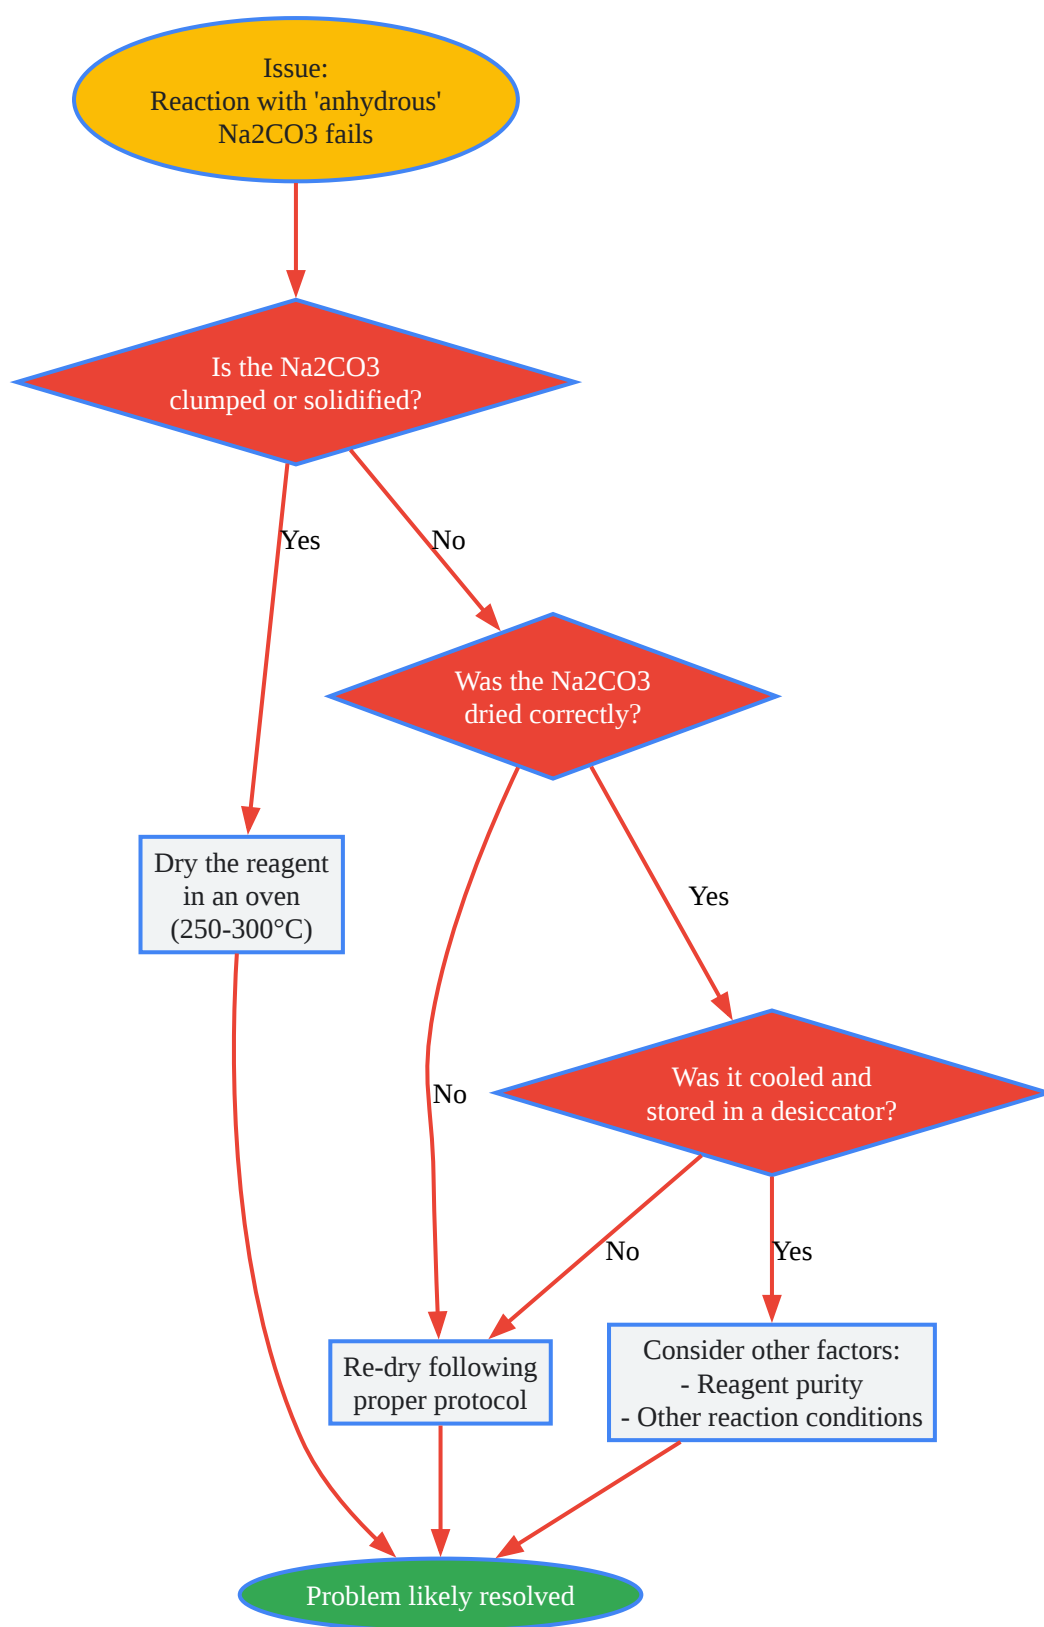 Issue:
Reaction with 'anhydrous'
Na2CO3 fails
Is the Na2CO3
clumped or solidified?
Yes
No
Was the Na2CO3
dried correctly?
Dry the reagent
in an oven
(250-300°C)
Yes
No
Was it cooled and
stored in a desiccator?
No
Yes
Re-dry following
proper protocol
Consider other factors:
- Reagent purity
- Other reaction conditions
Problem likely resolved